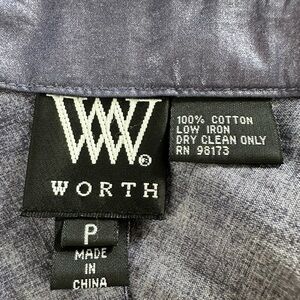 W
®
WORTH
100% COTTON
LOW IRON
DRY CLEAN ONLY
RN 98173
P
MADE
IN
CHINA